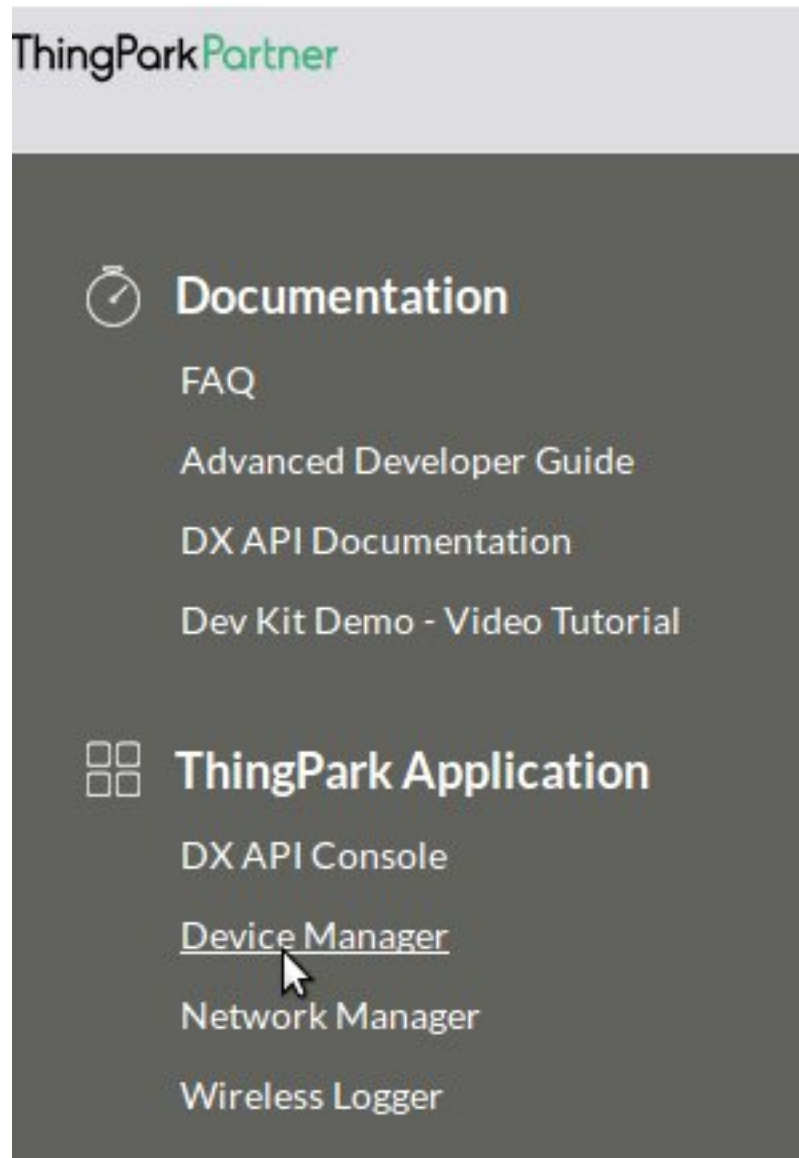 ThingParkPartner
Documentation
FAQ
Advanced Developer Guide
DX API Documentation
Dev Kit Demo - Video Tutorial
ThingPark Application
DX API Console
Device Manager
Network Manager
Wireless Logger